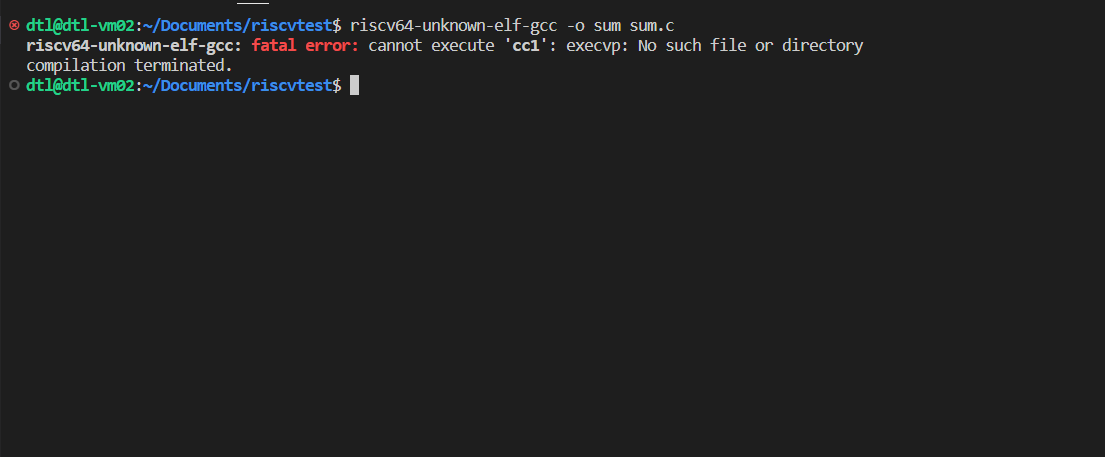 dtl@dtl-vm02:~/Documents/riscvtest$ riscv64-unknown-elf-gcc -o sum sum.c
riscv64-unknown-elf-gcc: fatal error: cannot execute 'cc1': execvp: No such file or directory
compilation terminated.
dtl@dtl-vm02:~/Documents/riscvtest$